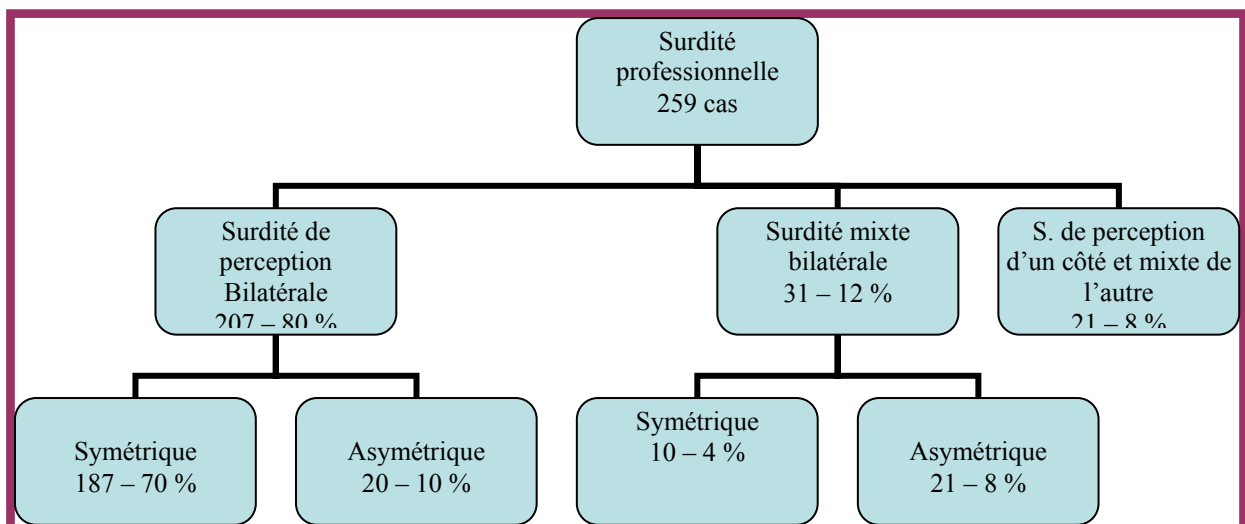 Surdité
professionnelle
259 cas
Surdité de
perception
Bilatérale
207 – 80 %
Surdité mixte
bilatérale
31 – 12 %
S. de perception
d’un côté et mixte de
l’autre
21 – 8 %
Symétrique
187 – 70 %
Asymétrique
20 – 10 %
Symétrique
10 – 4 %
Asymétrique
21 – 8 %